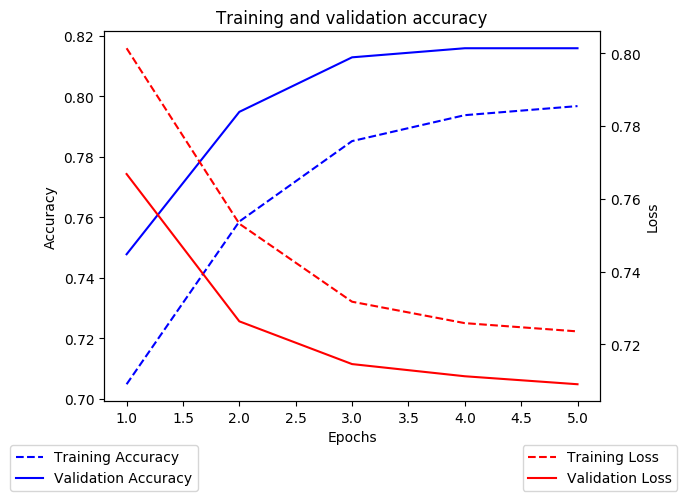 Training and validation accuracy
0.82
0.80
0.78
0.76
0.74
0.72
0.70
Accuracy
0.80
0.78
0.76
0.74
0.72
Loss
1.0 1.5 2.0 2.5 3.0 3.5 4.0 4.5 5.0
Epochs
Training Accuracy
Validation Accuracy
Training Loss
Validation Loss